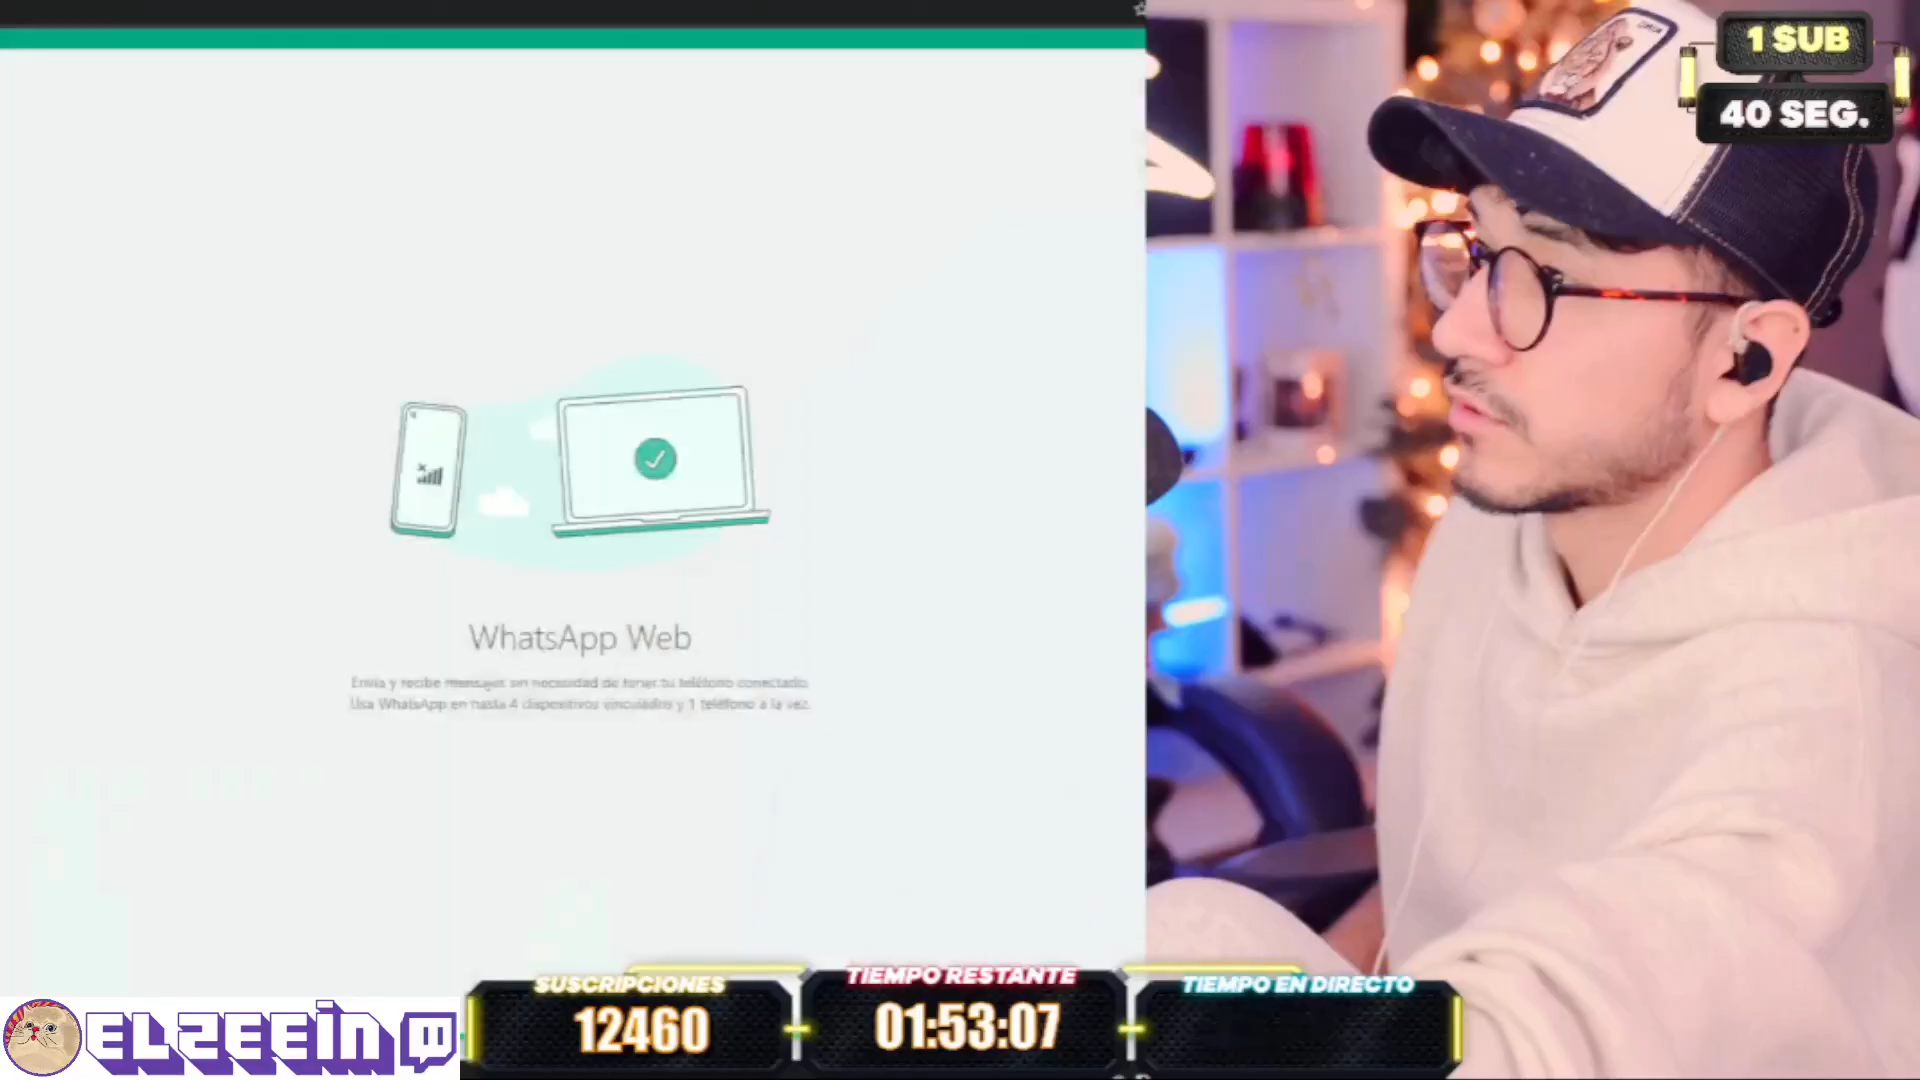 1 SUB
40 SEG.
WhatsApp Web
Envía y recibe mensajes sin necesidad de tener tu teléfono conectado.
Usa WhatsApp en hasta 4 dispositivos vinculados y 1 teléfono a la vez.
SUSCRIPCIONES
TIEMPO RESTANTE
TIEMPO EN DIRECTO
12460
01:53:07
ELZEEIN